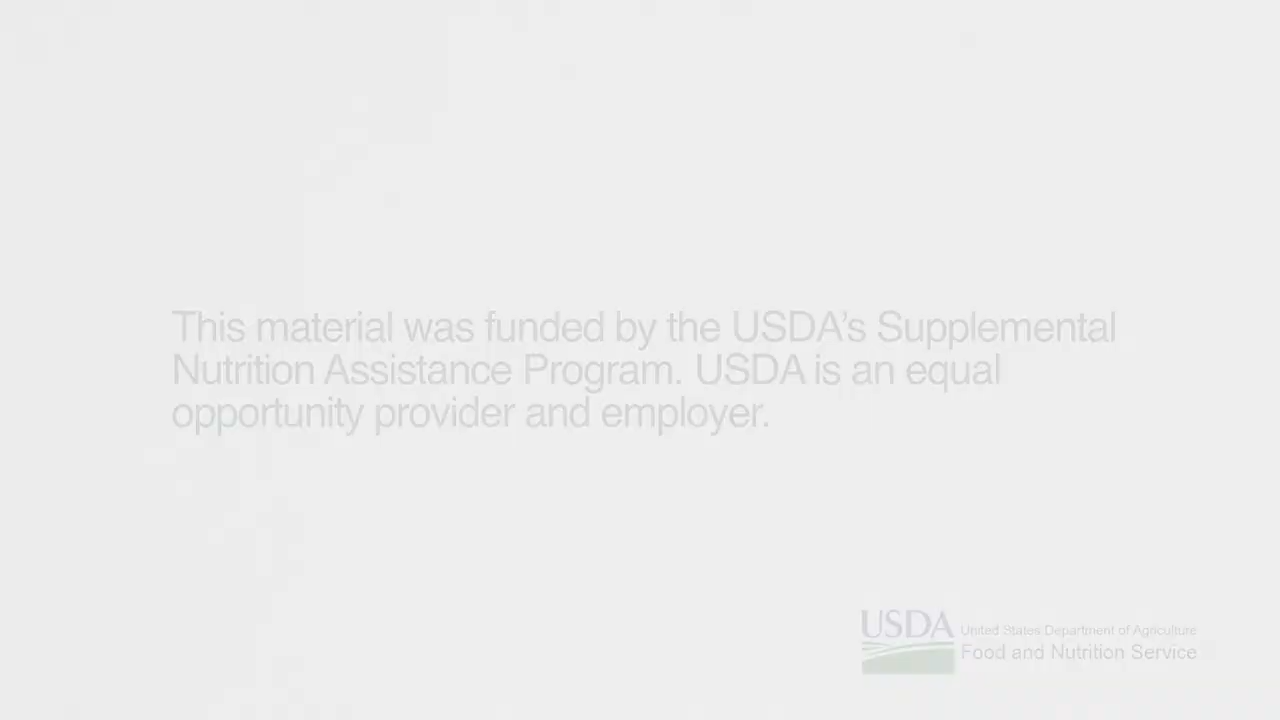 This material was funded by the USDA's Supplemental
Nutrition Assistance Program. USDA is an equal
opportunity provider and employer.
USDA
United States Department of Agriculture
Food and Nutrition Service